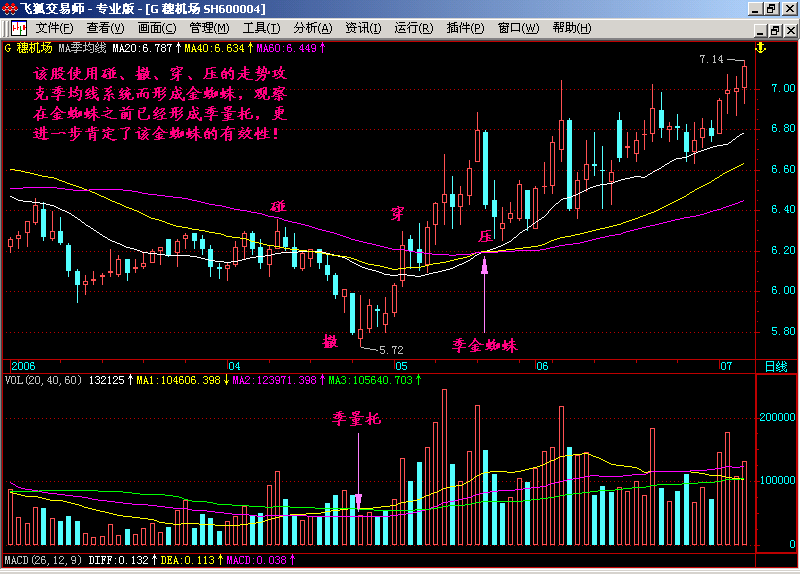 飞狐交易师 - 专业版 - [G 穗机场 SH600004]
文件(F) 查看(V) 画面(C) 管理(M) 工具(T) 分析(A) 资讯(I) 运行(R) 插件(P) 窗口(W) 帮助(H)
G 穗机场 MA季均线 MA20:6.787↑ MA40:6.634↑ MA60:6.449↑
该股使用碰、撤、穿、压的走势攻
克季均线系统而形成金蜘蛛，观察
在金蜘蛛之前已经形成季量托，更
进一步肯定了该金蜘蛛的有效性！
7.14
7.00
6.80
6.60
碰
穿
6.40
压
6.20
6.00
撤
季金蜘蛛
5.80
5.72
2006 04 05 06 07 日线
VOL(20,40,60) 132125↑ MA1:104606.398↓ MA2:123971.398↑ MA3:105640.703↑
季量托
200000
100000
0
MACD(26,12,9) DIFF:0.132↑ DEA:0.113↑ MACD:0.038↑